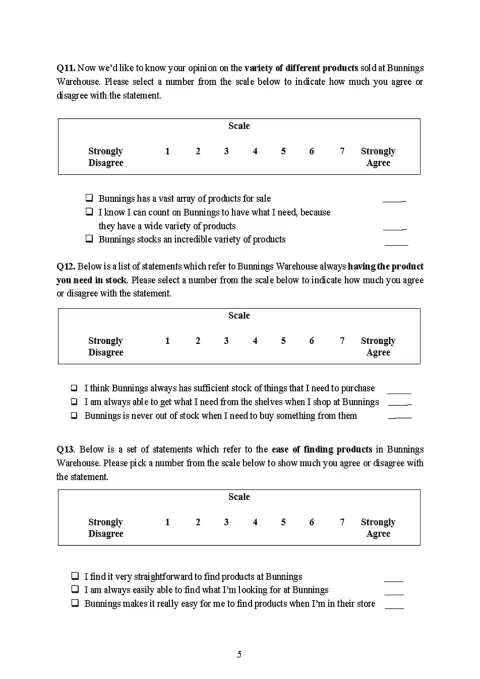 Q11. Now we'd like to know your opinion on the variety of different products sold at Bunnings
Warehouse. Please select a number from the scale below to indicate how much you agree or
disagree with the statement.
Scale
Strongly 1 2 3 4 5 6 7 Strongly
Disagree Agree
❑ Bunnings has a vast array of products for sale _____
❑ I know I can count on Bunnings to have what I need, because
they have a wide variety of products _____
❑ Bunnings stocks an incredible variety of products _____
Q12. Below is a list of statements which refer to Bunnings Warehouse always having the product
you need in stock. Please select a number from the scale below to indicate how much you agree
or disagree with the statement.
Scale
Strongly 1 2 3 4 5 6 7 Strongly
Disagree Agree
❑ I think Bunnings always has sufficient stock of things that I need to purchase _____
❑ I am always able to get what I need from the shelves when I shop at Bunnings _____
❑ Bunnings is never out of stock when I need to buy something from them _____
Q13. Below is a set of statements which refer to the ease of finding products in Bunnings
Warehouse. Please pick a number from the scale below to show much you agree or disagree with
the statement.
Scale
Strongly 1 2 3 4 5 6 7 Strongly
Disagree Agree
❑ I find it very straightforward to find products at Bunnings ____
❑ I am always easily able to find what I'm looking for at Bunnings ____
❑ Bunnings makes it really easy for me to find products when I'm in their store ____
5